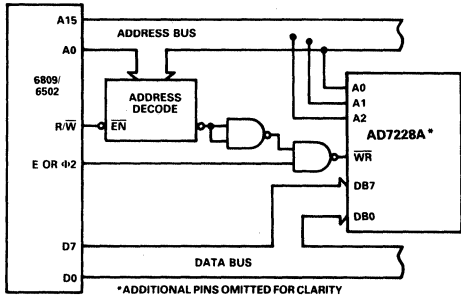 A15
ADDRESS BUS
A0
6809/
6502
ADDRESS
DECODE
R/W̅
E̅N̅
A0
A1
A2
AD7228A*
W̅R̅
E OR Φ2
DB7
DB0
D7
DATA BUS
D0
*ADDITIONAL PINS OMITTED FOR CLARITY